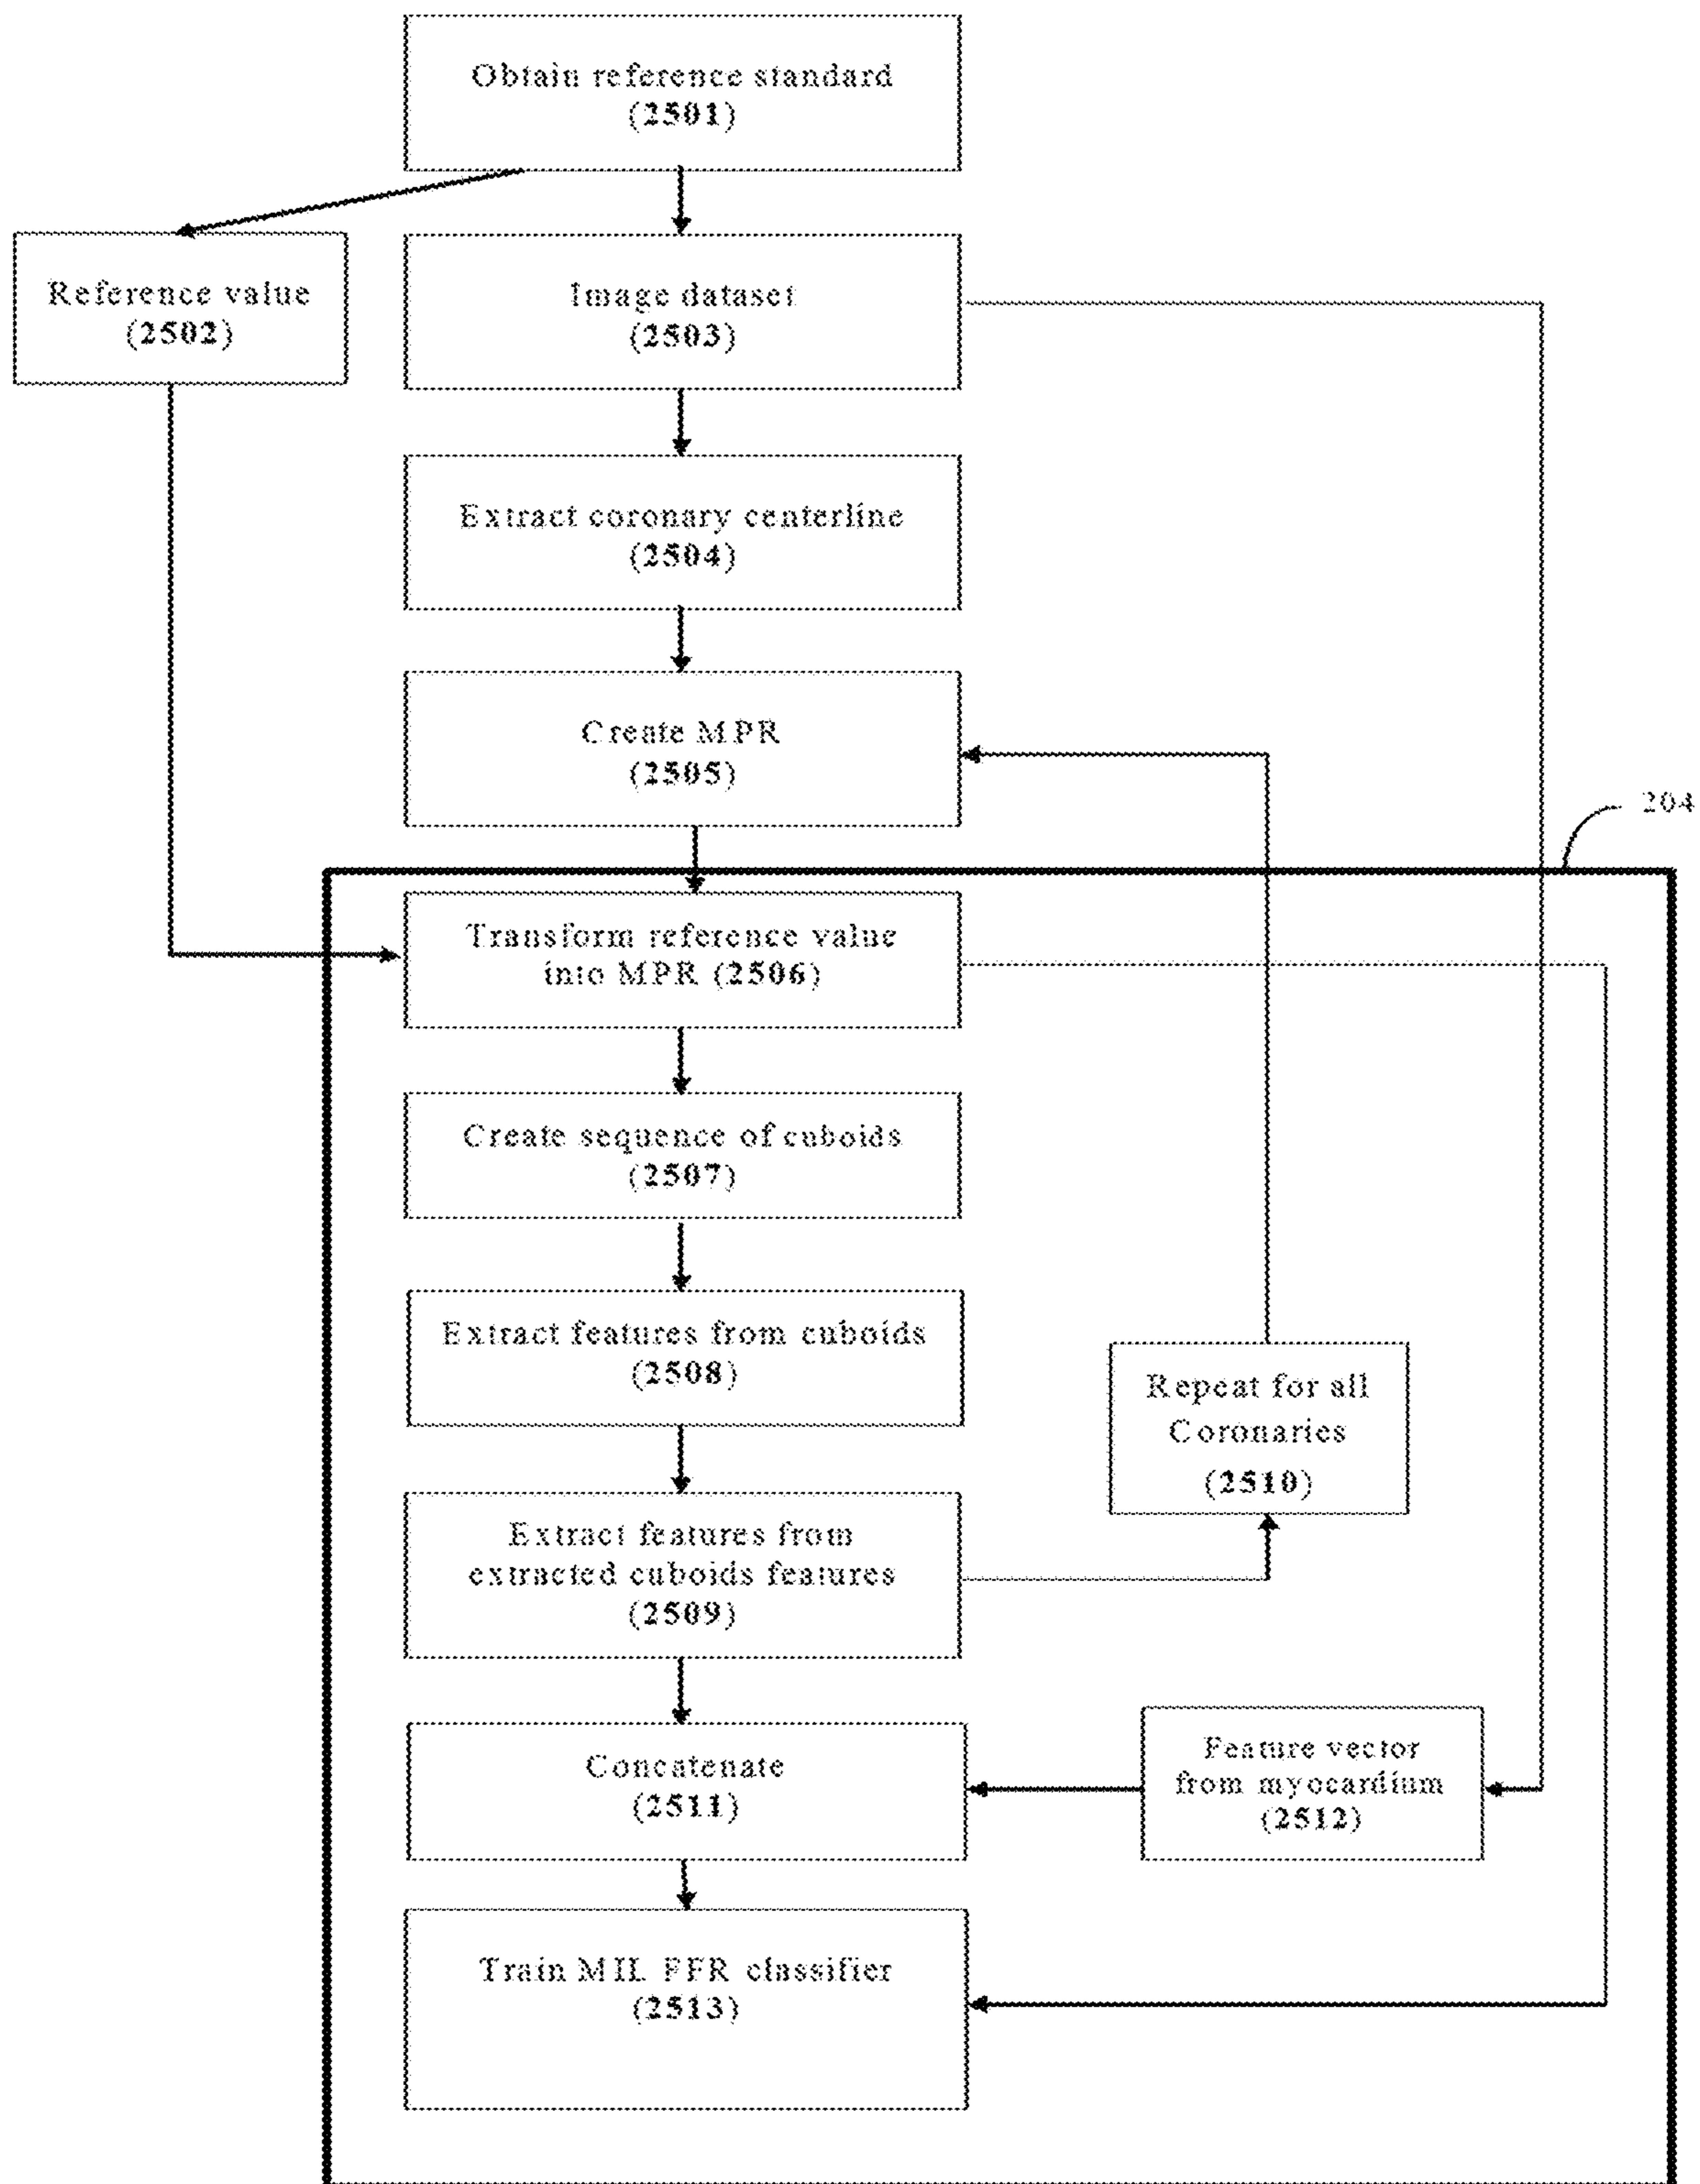 Obtain reference standard
(2501)
Reference value
(2502)
Image dataset
(2503)
Extract coronary centerline
(2504)
Create MPR
(2505)
204
Transform reference value
into MPR (2506)
Create sequence of cuboids
(2507)
Extract features from cuboids
(2508)
Repeat for all
Coronaries
(2510)
Extract features from
extracted cuboids features
(2509)
Concatenate
(2511)
Feature vector
from myocardium
(2512)
Train MIL FFR classifier
(2513)